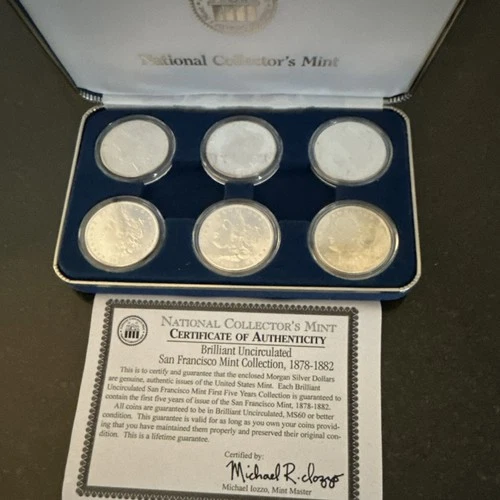 National Collector's Mint
NATIONAL COLLECTOR'S MINT
CERTIFICATE OF AUTHENTICITY
Brilliant Uncirculated
San Francisco Mint Collection, 1878-1882
This is to certify and guarantee that the enclosed Morgan Silver Dollars
are genuine, authentic issues of the United States Mint. Each Brilliant
Uncirculated San Francisco Mint First Five Years Collection is guaranteed to
contain the first five years of issue of the San Francisco Mint, 1878-1882.
All coins are guaranteed to be in Brilliant Uncirculated, MS60 or better
condition. This guarantee is valid for as long as you own your coins provid-
ing that you have maintained them properly and preserved their original con-
dition. This is a lifetime guarantee.
Certified by:
Michael R. Iozzo
Michael Iozzo, Mint Master